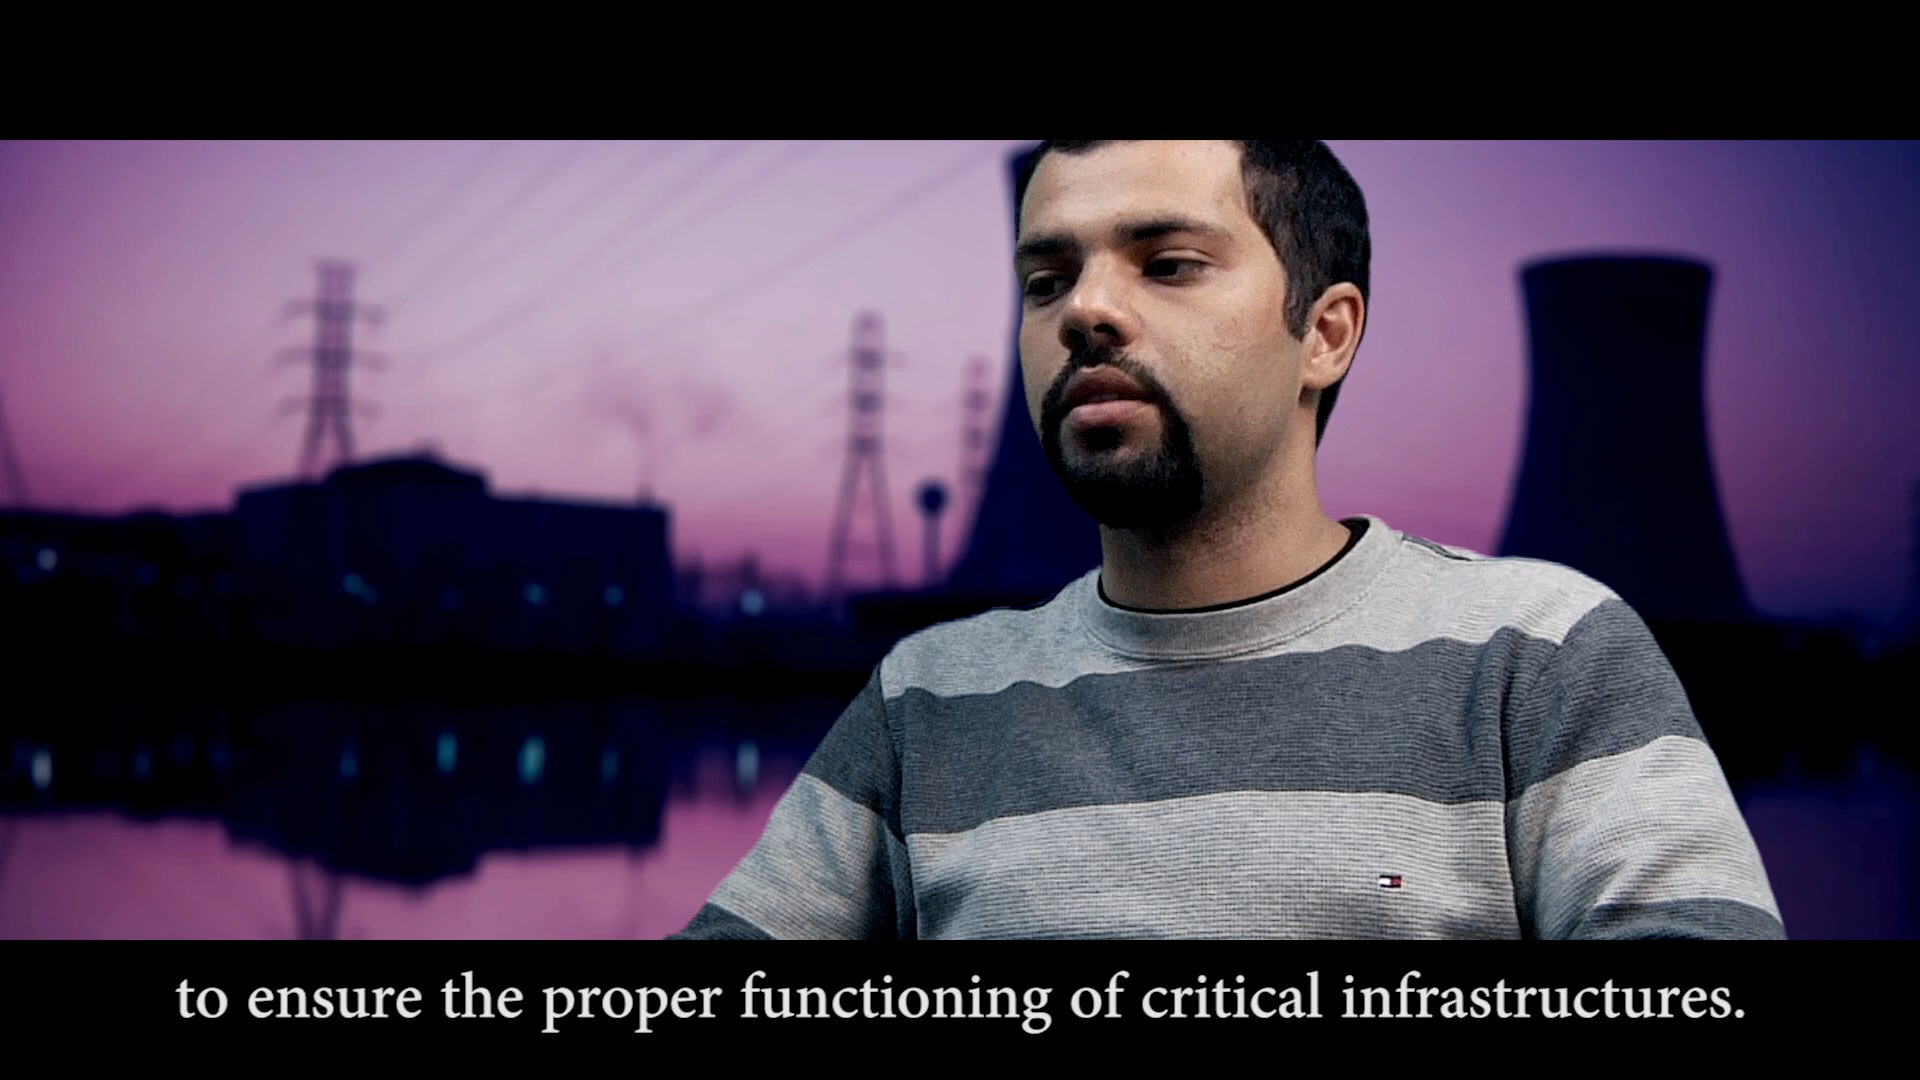 to ensure the proper functioning of critical infrastructures.